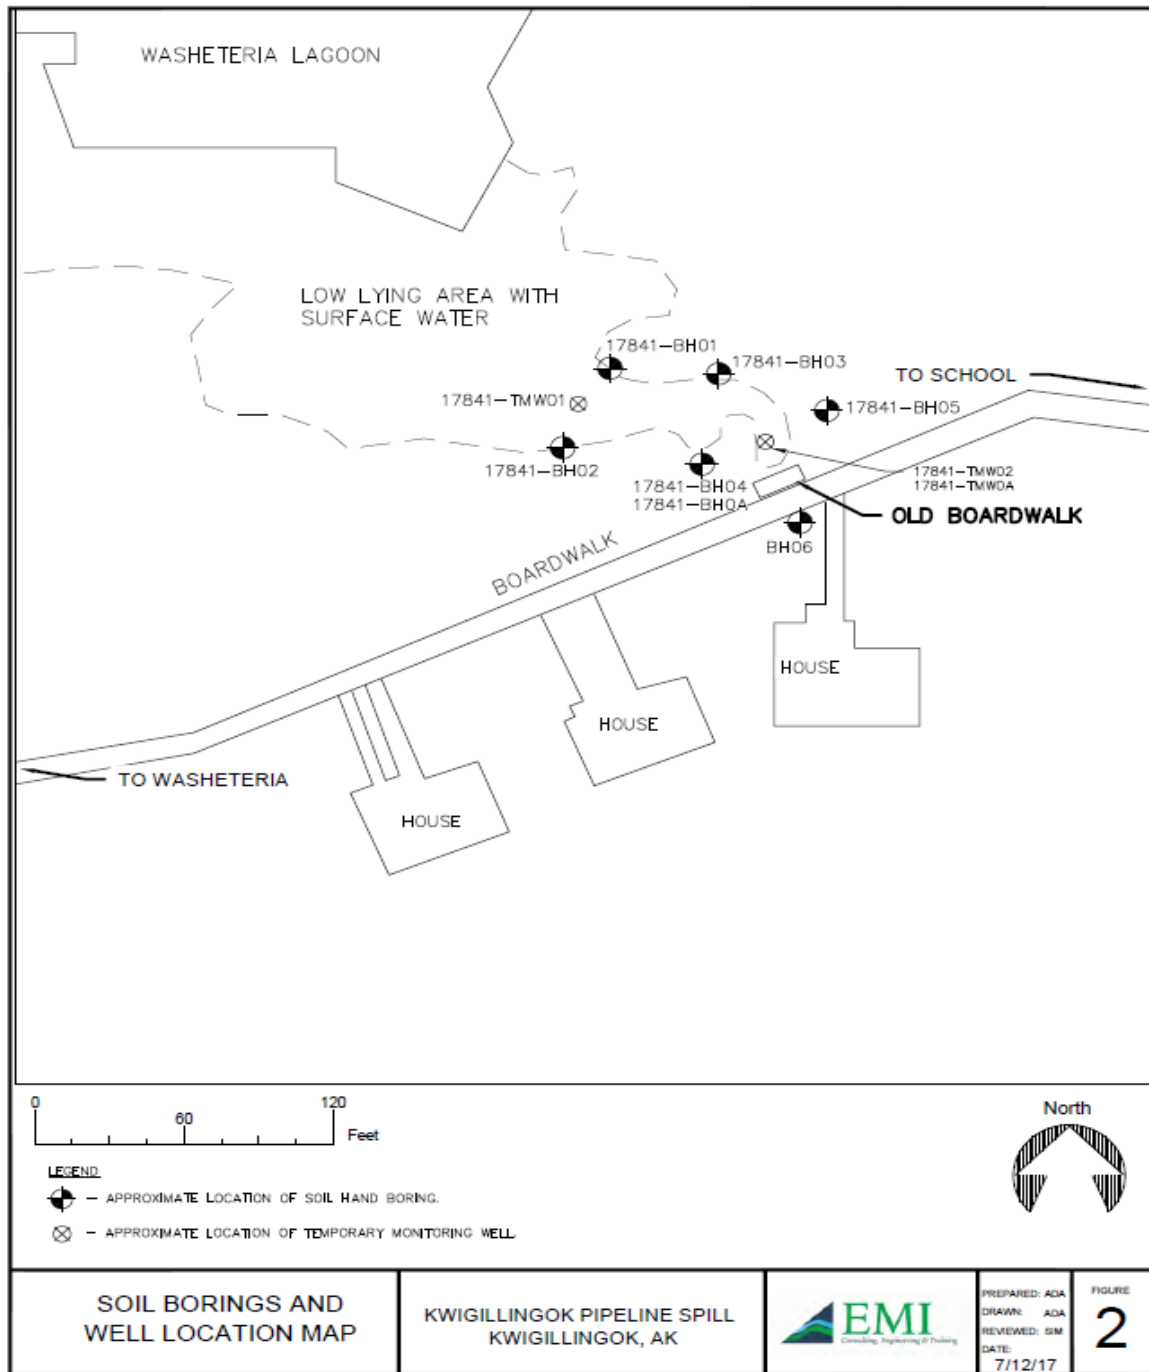 WASHETERIA LAGOON
LOW LYING AREA WITH
SURFACE WATER
17841-BH01
17841-BH03
TO SCHOOL
17841-TMW01
17841-BH05
17841-BH02
17841-BH04
17841-BH0A
17841-TMW02
17841-TMW0A
OLD BOARDWALK
BH06
BOARDWALK
HOUSE
HOUSE
TO WASHETERIA
HOUSE
0
60
120
Feet
North
LEGEND
– APPROXIMATE LOCATION OF SOIL HAND BORING.
– APPROXIMATE LOCATION OF TEMPORARY MONITORING WELL
SOIL BORINGS AND
WELL LOCATION MAP
KWIGILLINGOK PIPELINE SPILL
KWIGILLINGOK, AK
EMI
Consulting, Engineering & Training
PREPARED: ADA
DRAWN: ADA
REVIEWED: SIM
DATE:
7/12/17
FIGURE
2